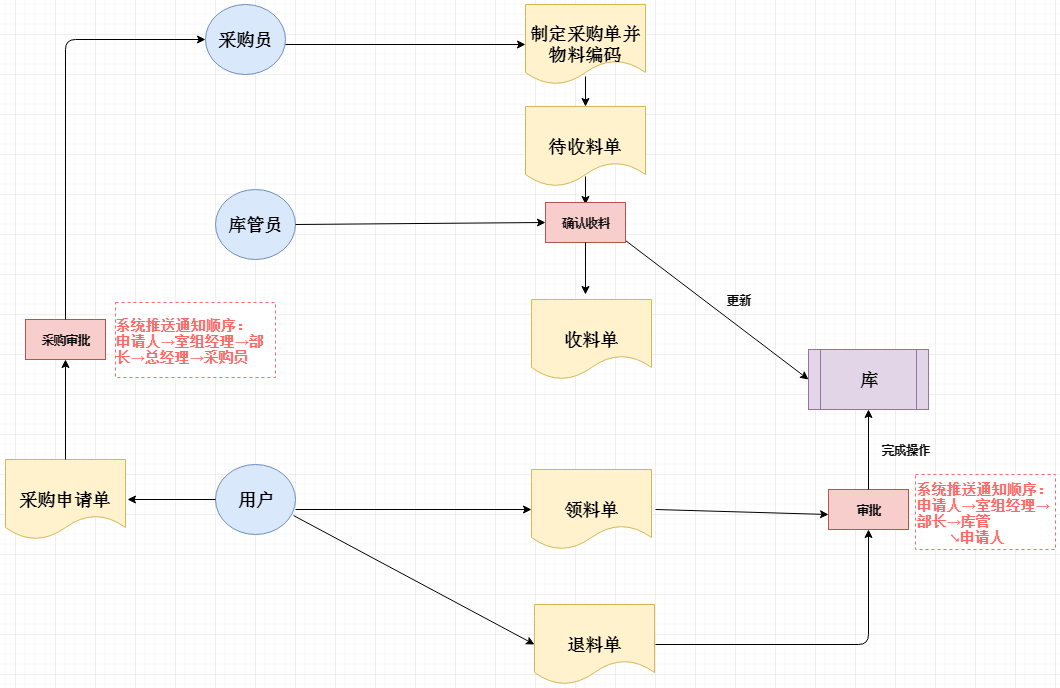 采购员
制定采购单并
物料编码
待收料单
库管员
确认收料
更新
系统推送通知顺序：
申请人→室组经理→部
长→总经理→采购员
采购审批
收料单
库
完成操作
采购申请单
用户
领料单
审批
系统推送通知顺序：
申请人→室组经理→
部长→库管
↘申请人
退料单